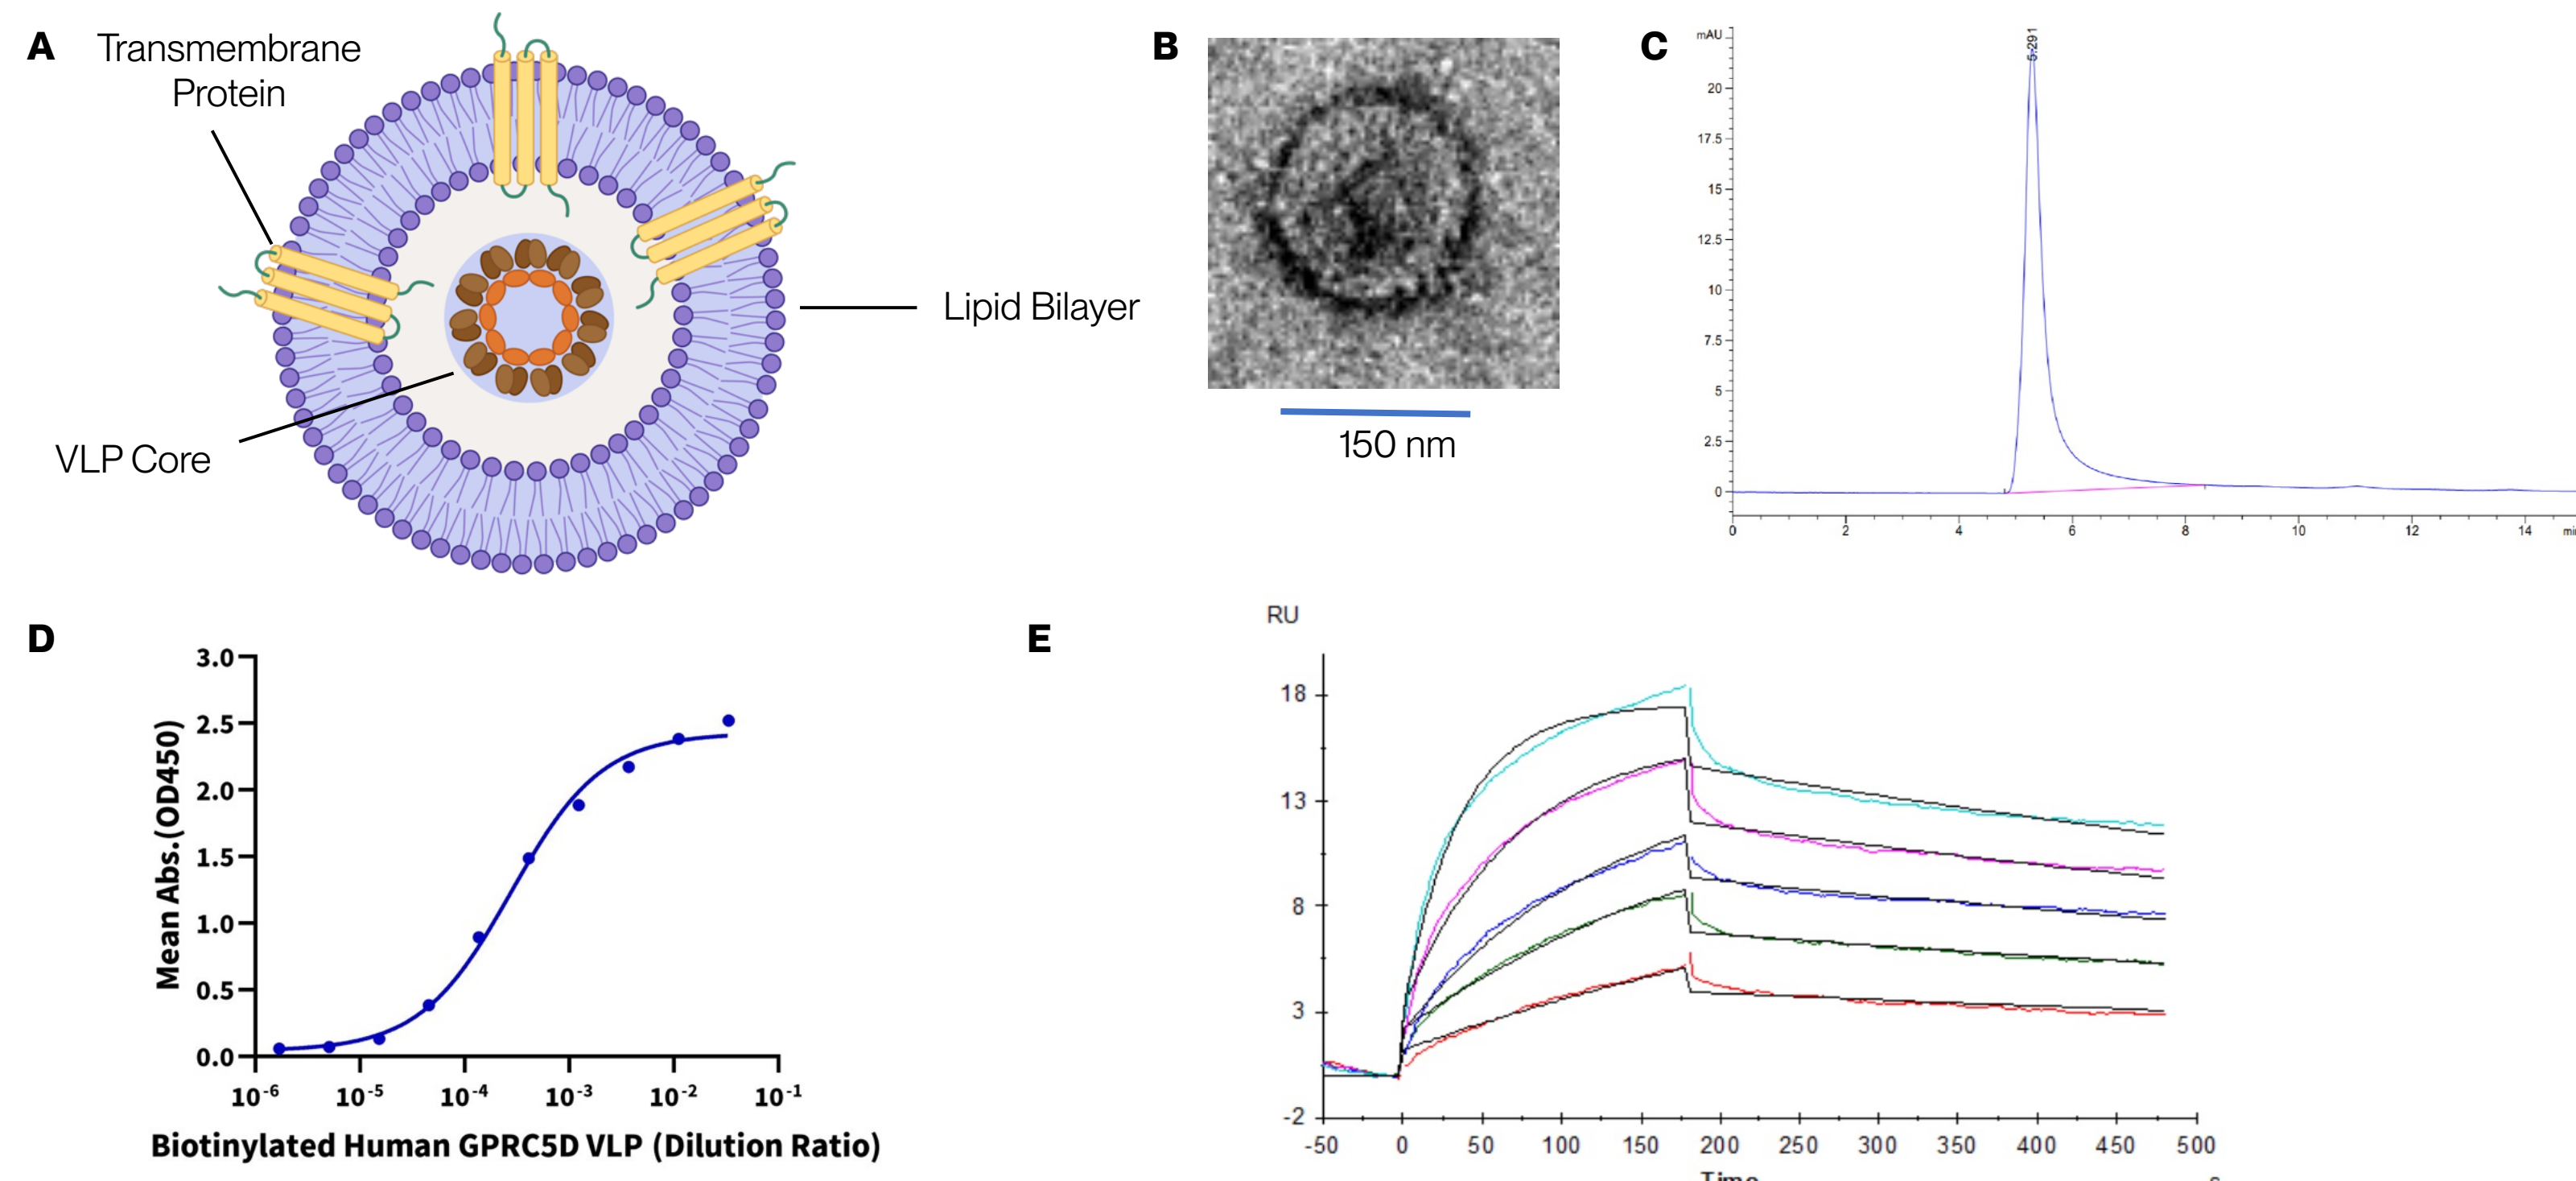 A
Transmembrane
Protein
Lipid Bilayer
VLP Core
B
150 nm
C
mAU
5.291
20
17.5
15
12.5
10
7.5
5
2.5
0
0 2 4 6 8 10 12 14
D
Mean Abs.(OD450)
3.0
2.5
2.0
1.5
1.0
0.5
0.0
10-6 10-5 10-4 10-3 10-2 10-1
Biotinylated Human GPRC5D VLP (Dilution Ratio)
E
RU
18
13
8
3
-2
-50 0 50 100 150 200 250 300 350 400 450 500
Time